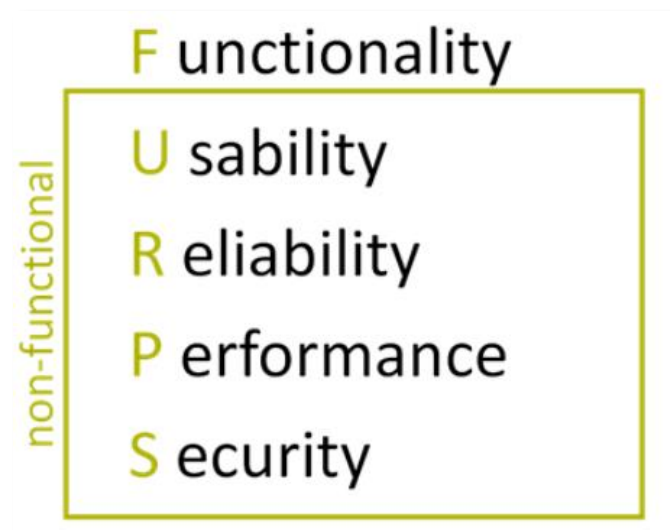 F unctionality
U sability
R eliability
P erformance
S ecurity
non-functional